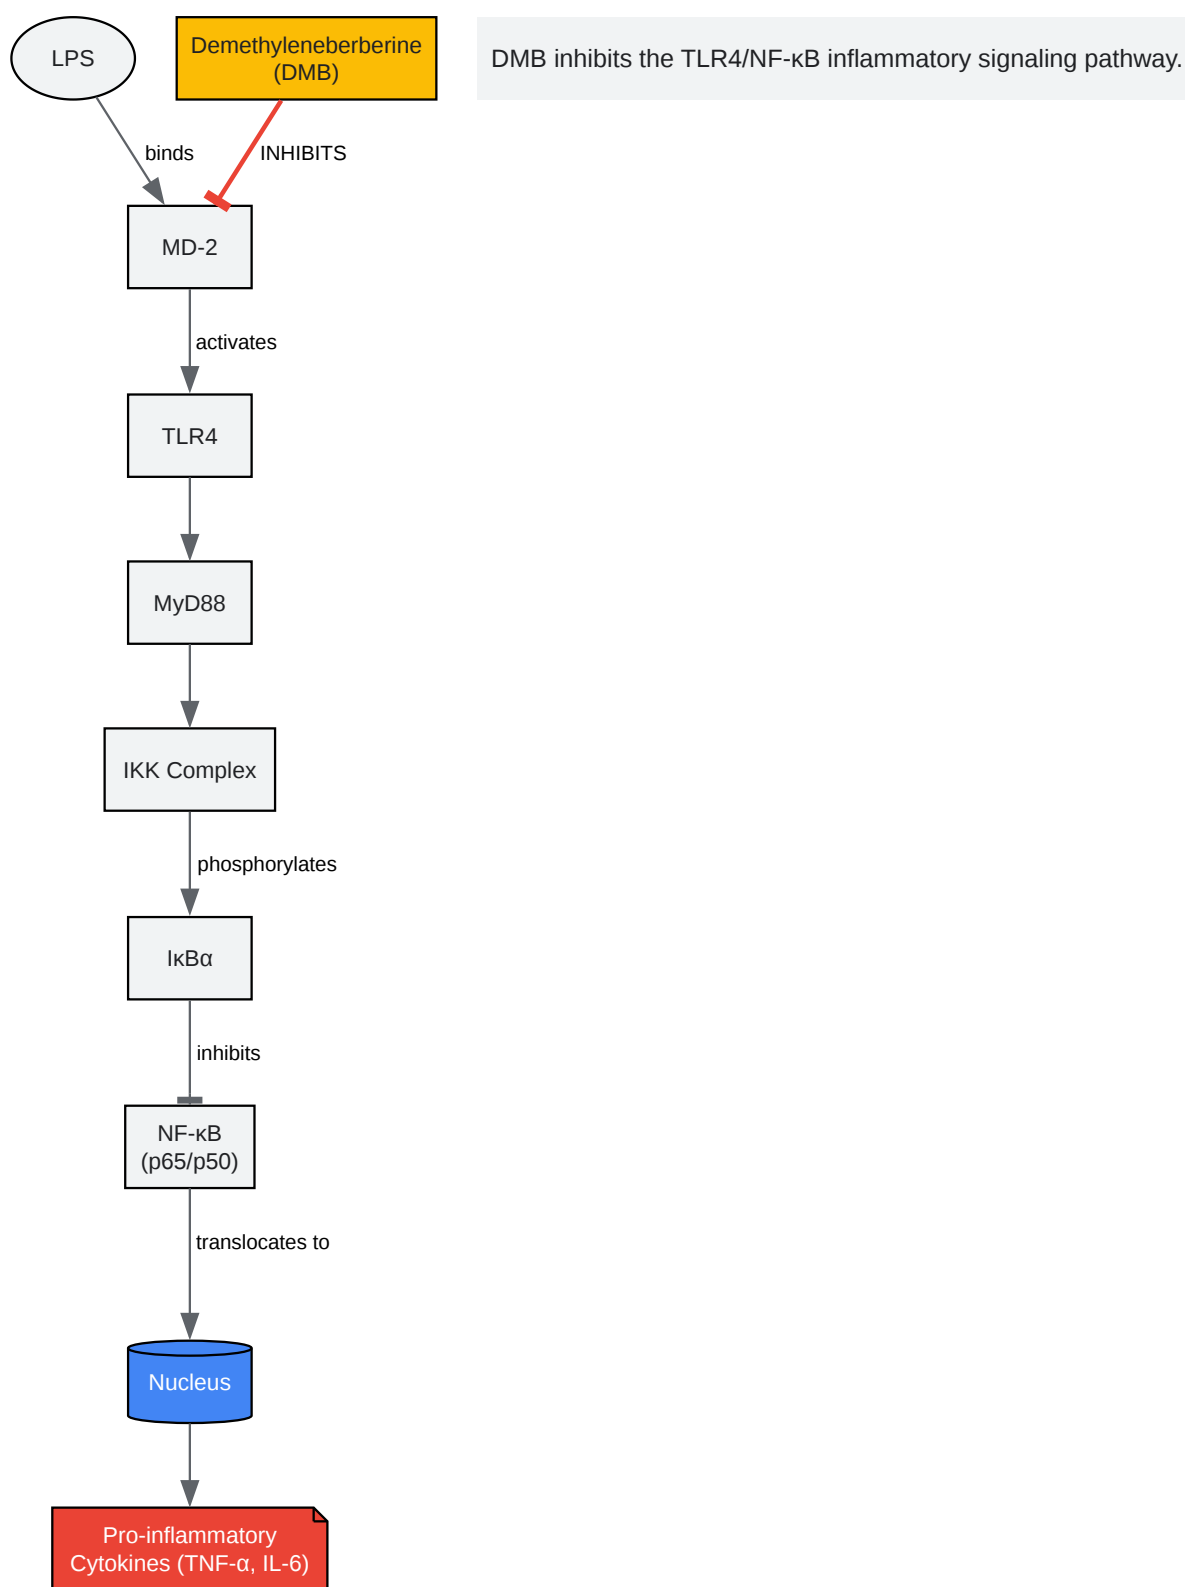 LPS
Demethyleneberberine
(DMB)
DMB inhibits the TLR4/NF-κB inflammatory signaling pathway.
binds
INHIBITS
MD-2
activates
TLR4
MyD88
IKK Complex
phosphorylates
IκBα
inhibits
NF-κB
(p65/p50)
translocates to
Nucleus
Pro-inflammatory
Cytokines (TNF-α, IL-6)